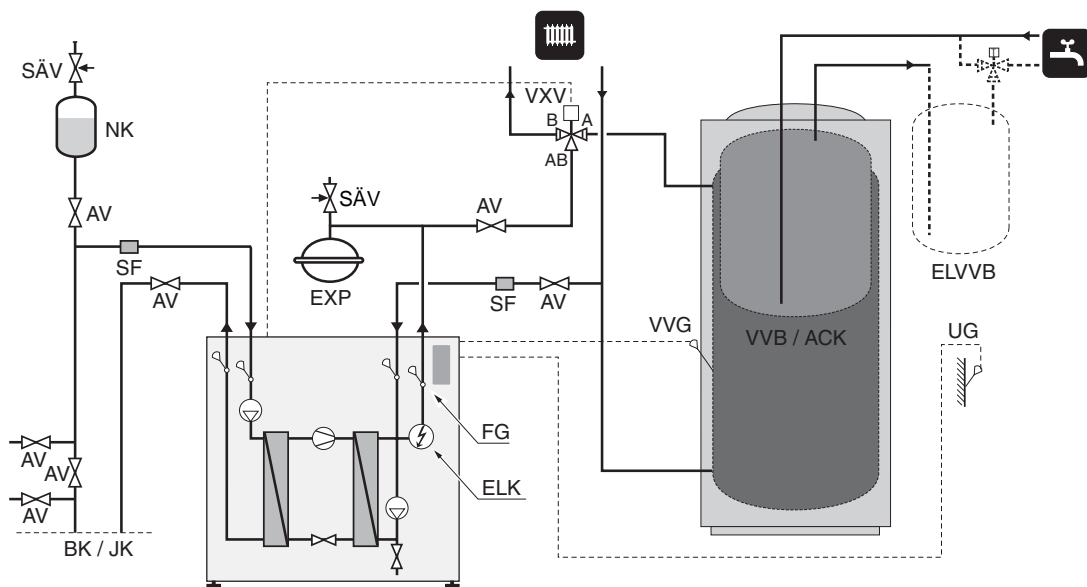 SÄV
NK
VXV
B
A
AB
SÄV
AV
AV
SF
AV
EXP
SF
AV
ELVVB
VVG
VVB / ACK
UG
FG
ELK
AV
AV
AV
BK / JK